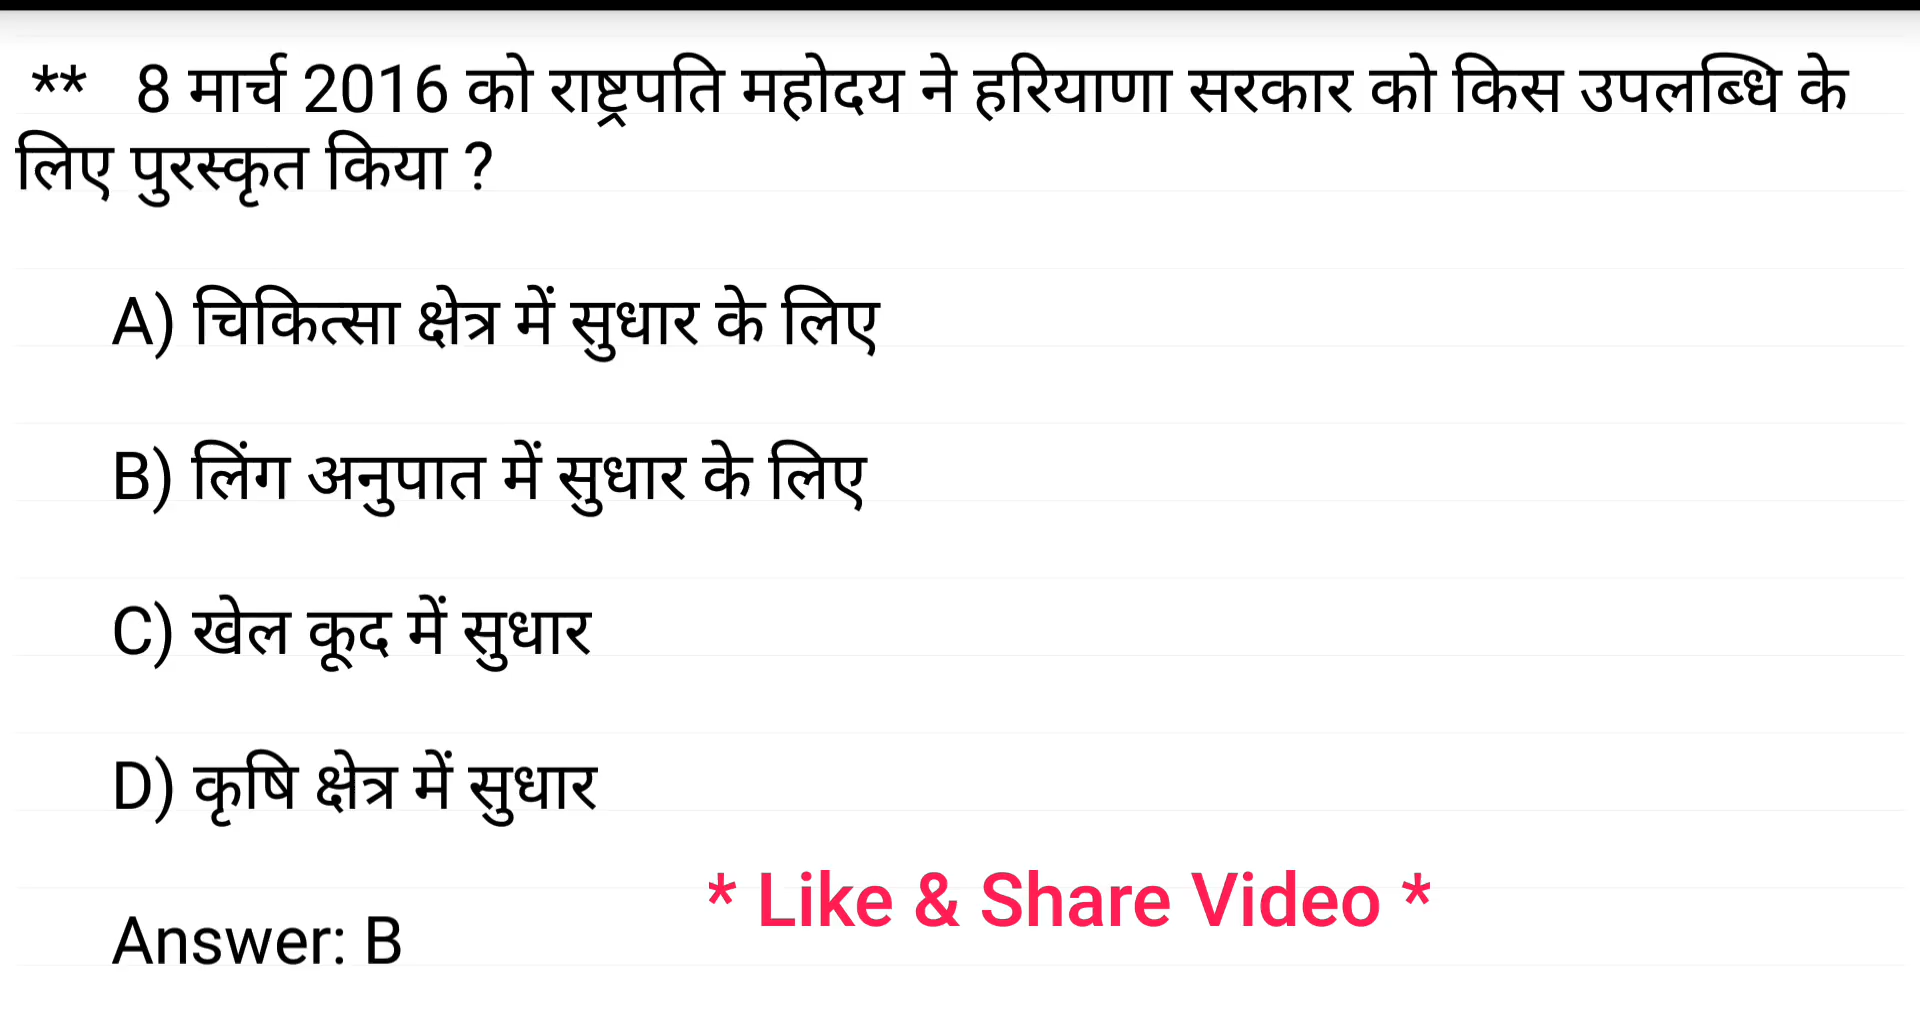 ** 8 मार्च 2016 को राष्ट्रपति महोदय ने हरियाणा सरकार को किस उपलब्धि के
लिए पुरस्कृत किया ?
A) चिकित्सा क्षेत्र में सुधार के लिए
B) लिंग अनुपात में सुधार के लिए
C) खेल कूद में सुधार
D) कृषि क्षेत्र में सुधार
* Like & Share Video *
Answer: B